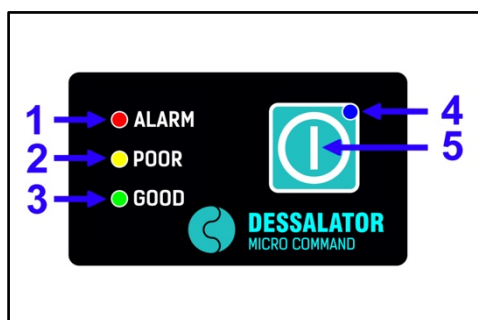 1
ALARM
2
POOR
3
GOOD
4
5
DESSALATOR
MICRO COMMAND